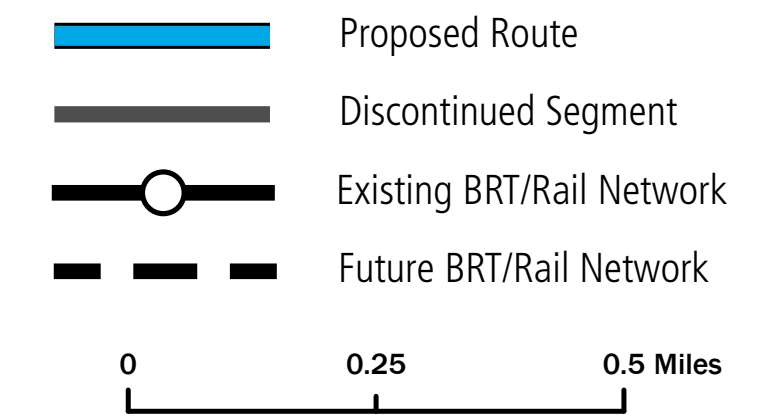 Proposed Route
Discontinued Segment
Existing BRT/Rail Network
Future BRT/Rail Network
0 0.25 0.5 Miles